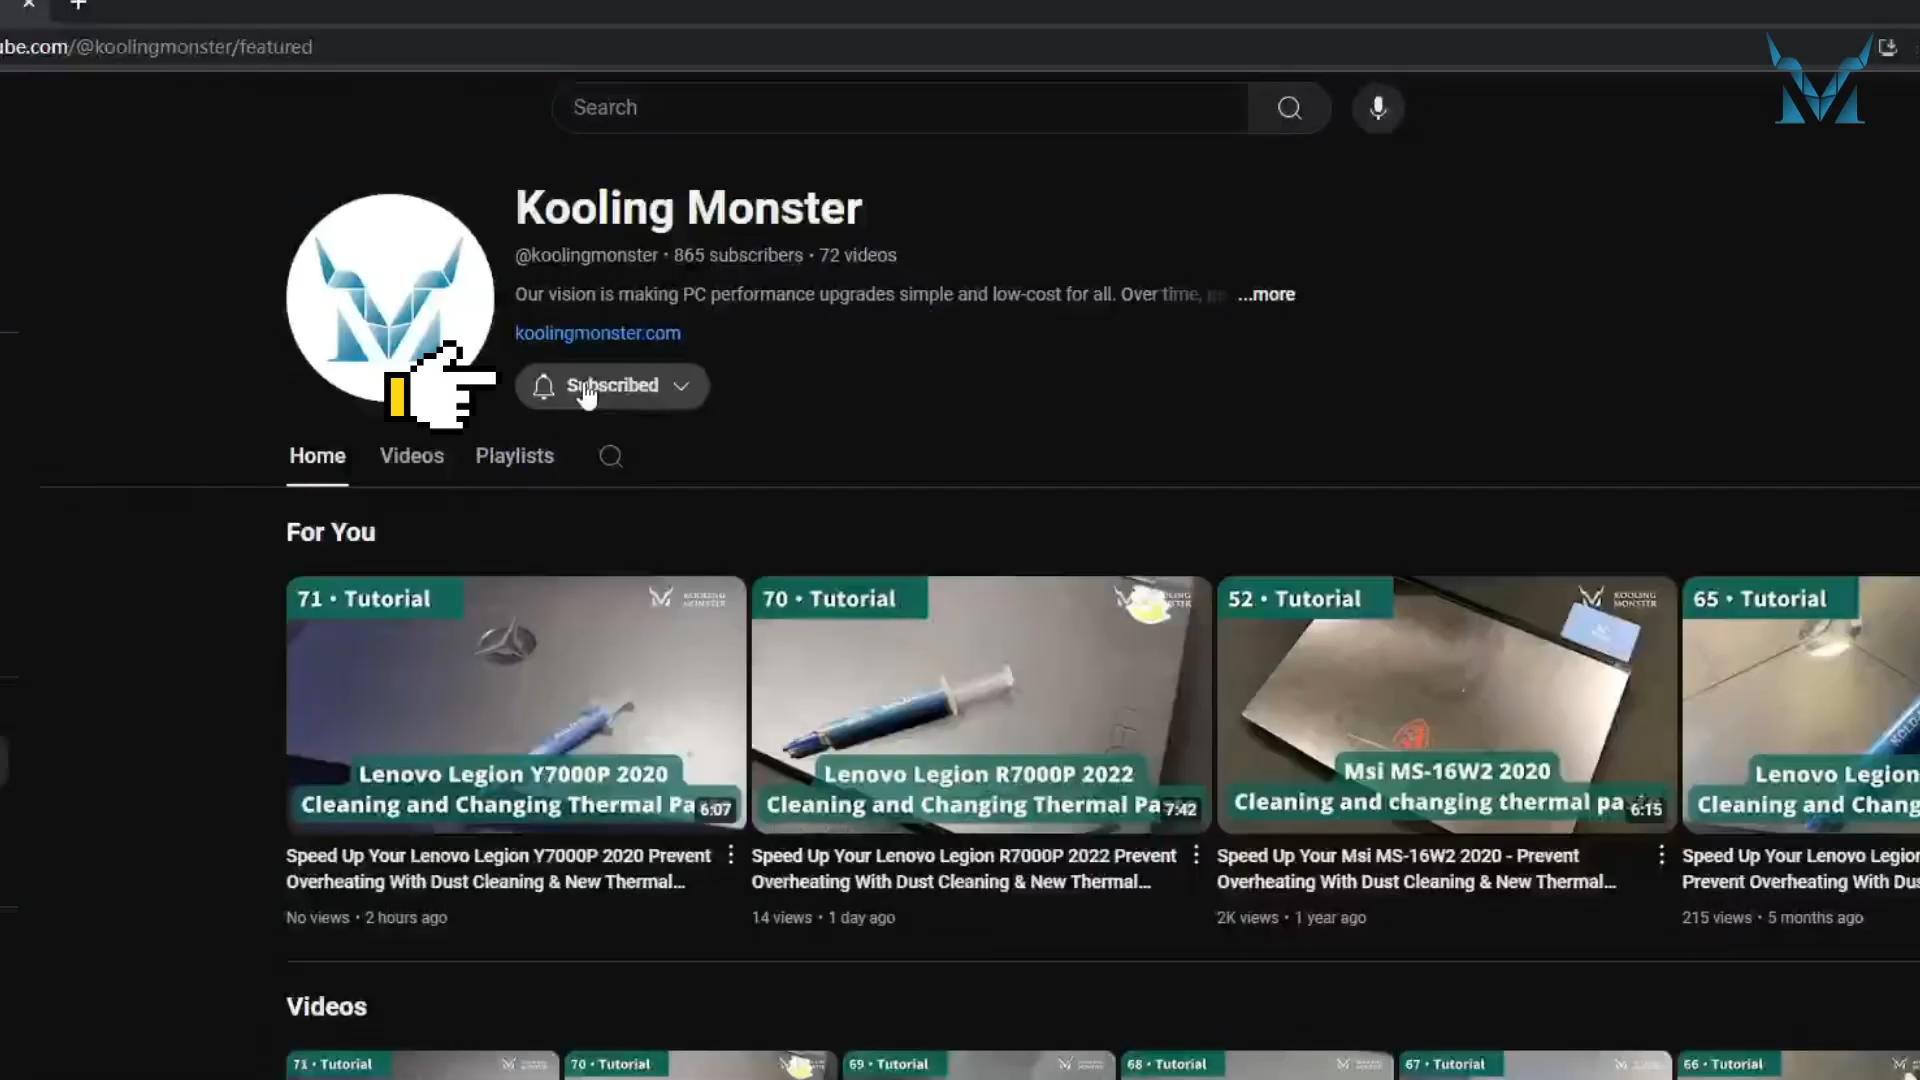 ube.com/@koolingmonster/featured
Search
Kooling Monster
@koolingmonster • 865 subscribers • 72 videos
Our vision is making PC performance upgrades simple and low-cost for all. Over time, ...more
koolingmonster.com
Subscribed
Home Videos Playlists
For You
71 • Tutorial
KOOLING
MONSTER
Lenovo Legion Y7000P 2020
Cleaning and Changing Thermal Pa
6:07
Speed Up Your Lenovo Legion Y7000P 2020 Prevent
Overheating With Dust Cleaning & New Thermal...
No views • 2 hours ago
70 • Tutorial
Lenovo Legion R7000P 2022
Cleaning and Changing Thermal Pa
7:42
Speed Up Your Lenovo Legion R7000P 2022 Prevent
Overheating With Dust Cleaning & New Thermal...
14 views • 1 day ago
52 • Tutorial
KOOLING
MONSTER
Msi MS-16W2 2020
Cleaning and changing thermal pa
6:15
Speed Up Your Msi MS-16W2 2020 - Prevent
Overheating With Dust Cleaning & New Thermal...
2K views • 1 year ago
65 • Tutorial
Lenovo Legion
Cleaning and Chang
Speed Up Your Lenovo Legion
Prevent Overheating With Dus
215 views • 5 months ago
Videos
71 • Tutorial
70 • Tutorial
69 • Tutorial
68 • Tutorial
67 • Tutorial
66 • Tutorial